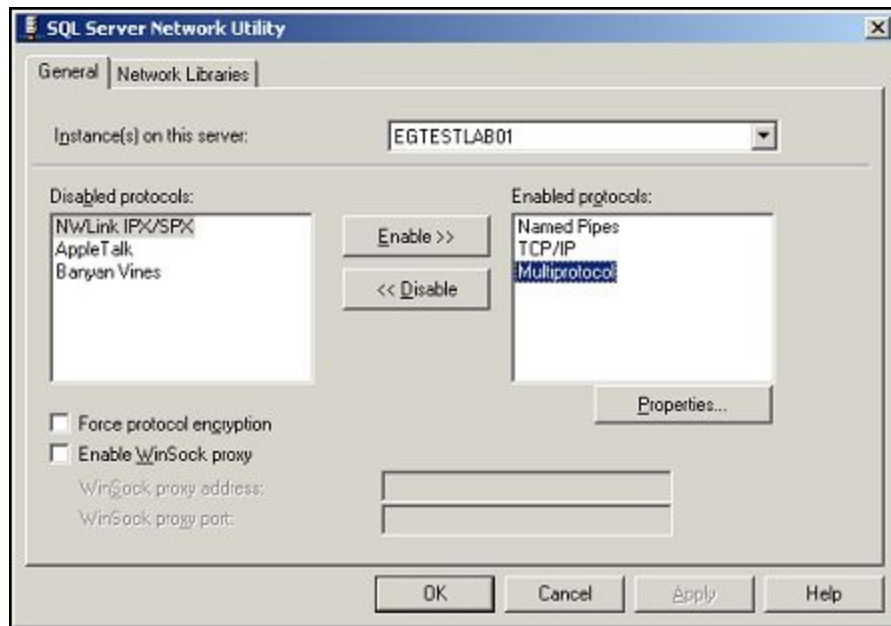 SQL Server Network Utility
General
Network Libraries
Instance(s) on this server:
EGTESTLAB01
Disabled protocols:
NWLink IPX/SPX
AppleTalk
Banyan Vines
Enable >>
<< Disable
Enabled protocols:
Named Pipes
TCP/IP
Multiprotocol
Properties...
Force protocol encryption
Enable WinSock proxy
WinSock proxy address:
WinSock proxy port:
OK
Cancel
Apply
Help